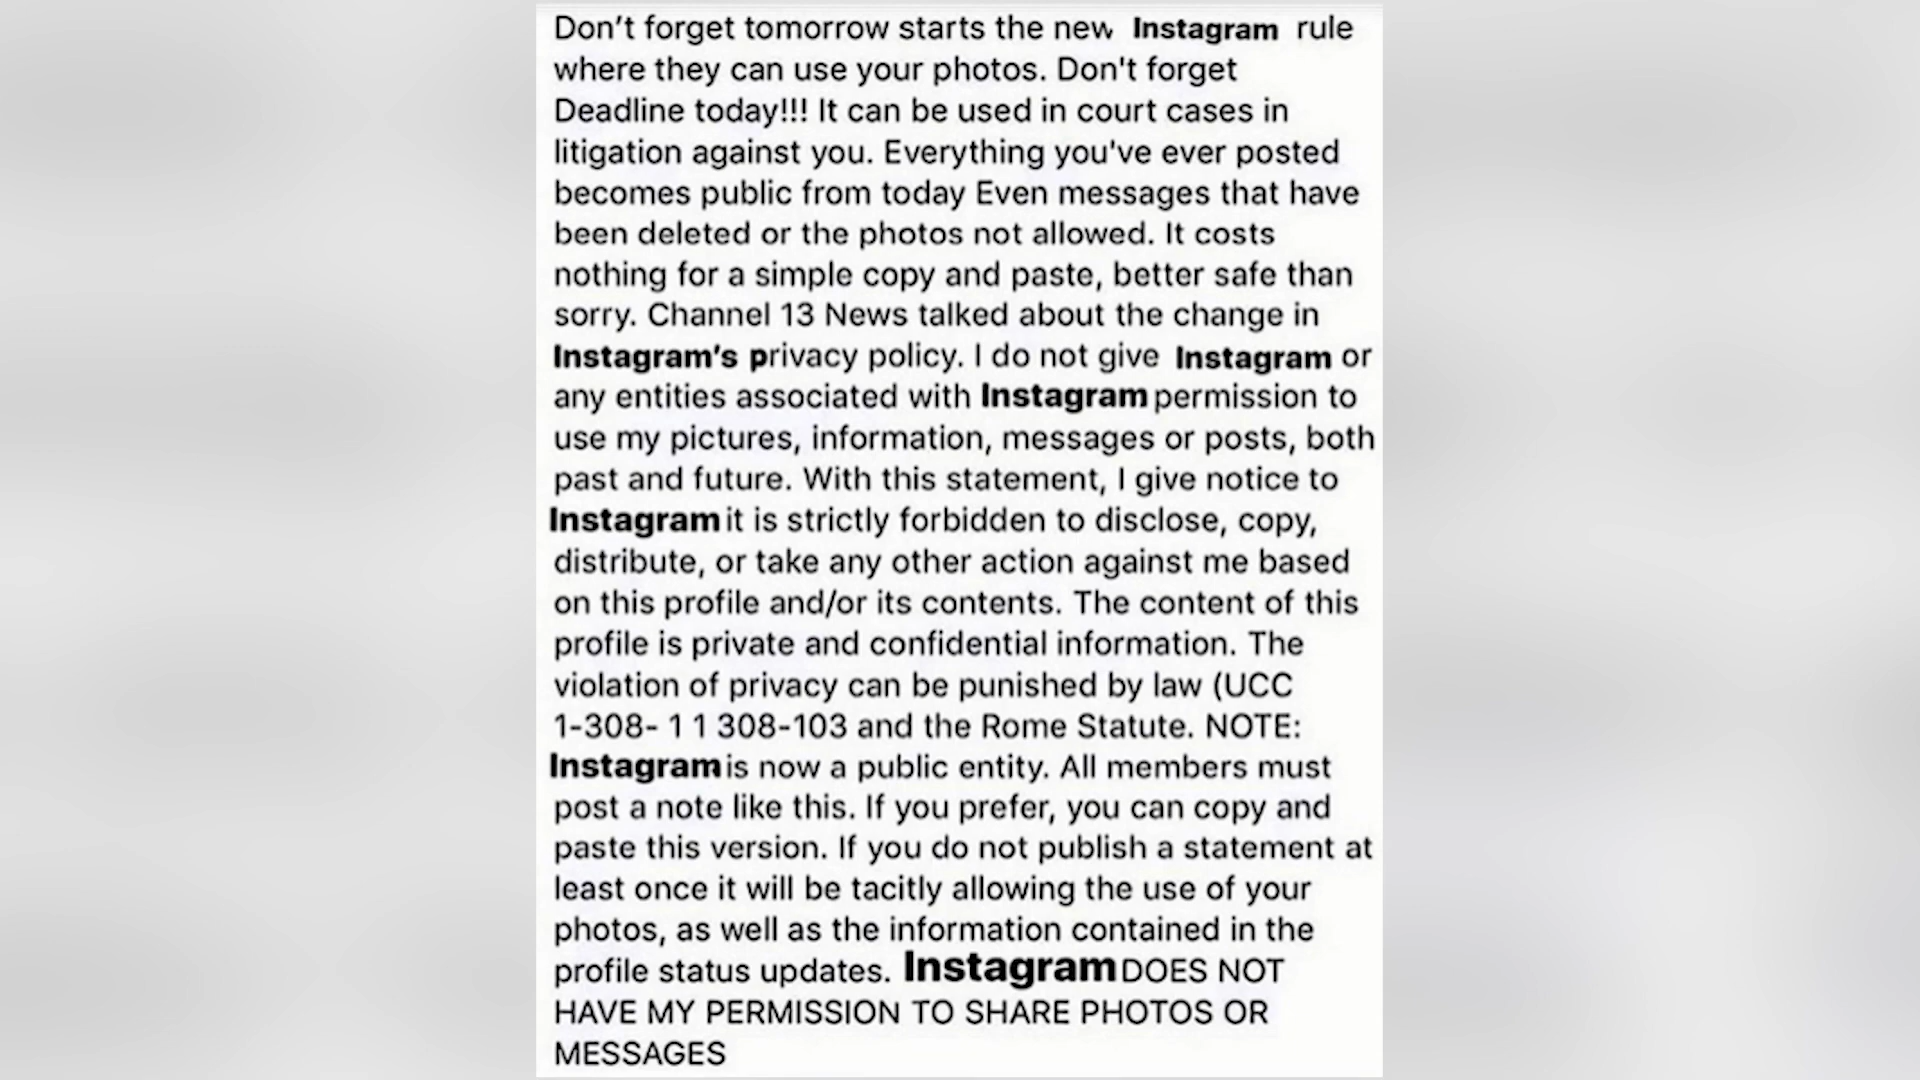 Don't forget tomorrow starts the new Instagram rule
where they can use your photos. Don't forget
Deadline today!!! It can be used in court cases in
litigation against you. Everything you've ever posted
becomes public from today Even messages that have
been deleted or the photos not allowed. It costs
nothing for a simple copy and paste, better safe than
sorry. Channel 13 News talked about the change in
Instagram's privacy policy. I do not give Instagram or
any entities associated with Instagram permission to
use my pictures, information, messages or posts, both
past and future. With this statement, I give notice to
Instagram it is strictly forbidden to disclose, copy,
distribute, or take any other action against me based
on this profile and/or its contents. The content of this
profile is private and confidential information. The
violation of privacy can be punished by law (UCC
1-308- 1 1 308-103 and the Rome Statute. NOTE:
Instagram is now a public entity. All members must
post a note like this. If you prefer, you can copy and
paste this version. If you do not publish a statement at
least once it will be tacitly allowing the use of your
photos, as well as the information contained in the
profile status updates. Instagram DOES NOT
HAVE MY PERMISSION TO SHARE PHOTOS OR
MESSAGES